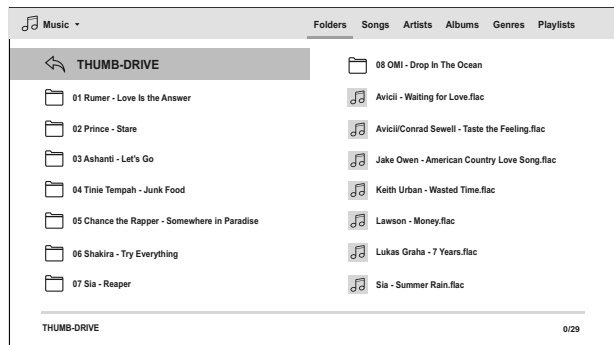 Music
Folders Songs Artists Albums Genres Playlists
THUMB-DRIVE
01 Rumer - Love Is the Answer
02 Prince - Stare
03 Ashanti - Let's Go
04 Tinie Tempah - Junk Food
05 Chance the Rapper - Somewhere in Paradise
06 Shakira - Try Everything
07 Sia - Reaper
08 OMI - Drop In The Ocean
Avicii - Waiting for Love.flac
Avicii/Conrad Sewell - Taste the Feeling.flac
Jake Owen - American Country Love Song.flac
Keith Urban - Wasted Time.flac
Lawson - Money.flac
Lukas Graha - 7 Years.flac
Sia - Summer Rain.flac
THUMB-DRIVE
0/29